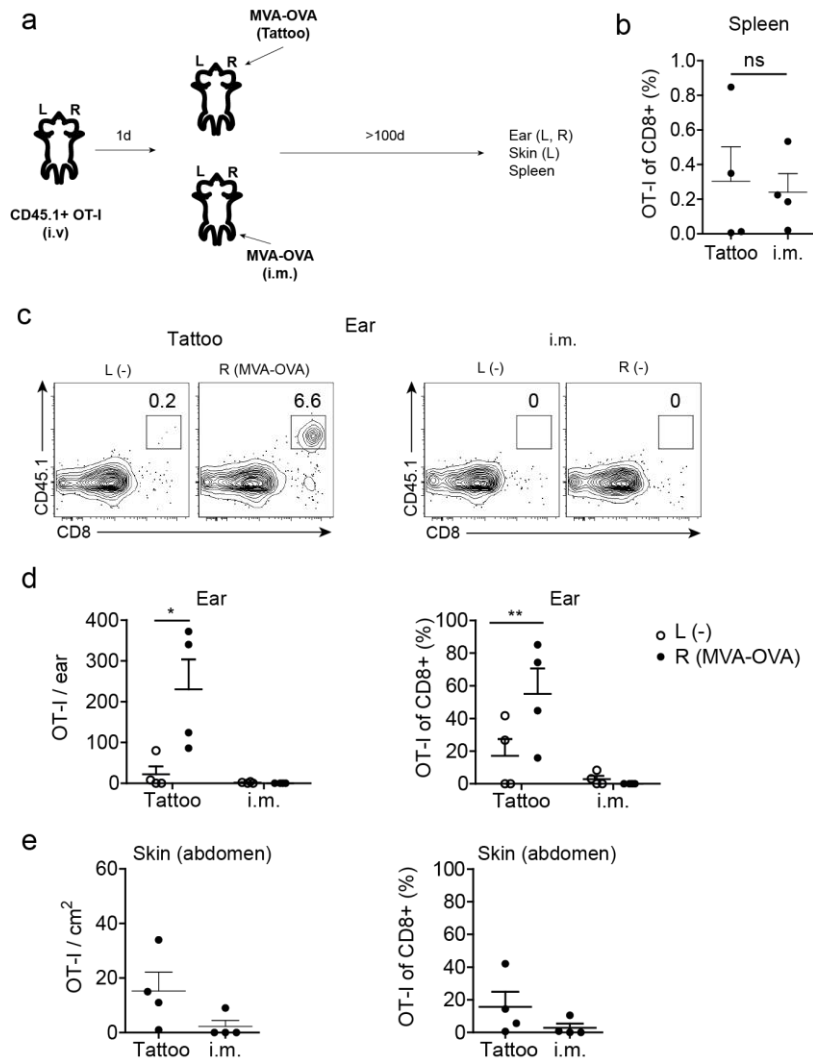 a
MVA-OVA
(Tattoo)
L R
L R
1d
CD45.1+ OT-I
(i.v)
L R
MVA-OVA
(i.m.)
>100d
Ear (L, R)
Skin (L)
Spleen
b
Spleen
ns
OT-I of CD8+ (%)
1.0
0.8
0.6
0.4
0.2
0.0
Tattoo i.m.
c
Ear
Tattoo
i.m.
L (-)
R (MVA-OVA)
L (-)
R (-)
0.2
6.6
0
0
CD45.1
CD8
CD45.1
CD8
d
Ear
*
OT-I / ear
400
300
200
100
0
Tattoo i.m.
Ear
**
OT-I of CD8+ (%)
100
80
60
40
20
0
Tattoo i.m.
L (-)
R (MVA-OVA)
e
Skin (abdomen)
OT-I / cm²
60
40
20
0
Tattoo i.m.
Skin (abdomen)
OT-I of CD8+ (%)
100
80
60
40
20
0
Tattoo i.m.